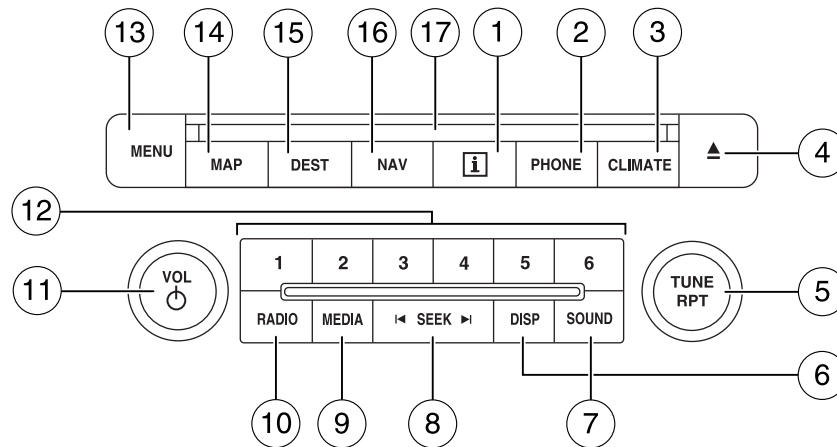 13 14 15 16 17 1 2 3
MENU MAP DEST NAV i PHONE CLIMATE 4
12
1 2 3 4 5 6
11 VOL TUNE RPT 5
RADIO MEDIA SEEK DISP SOUND
6
10 9 8 7